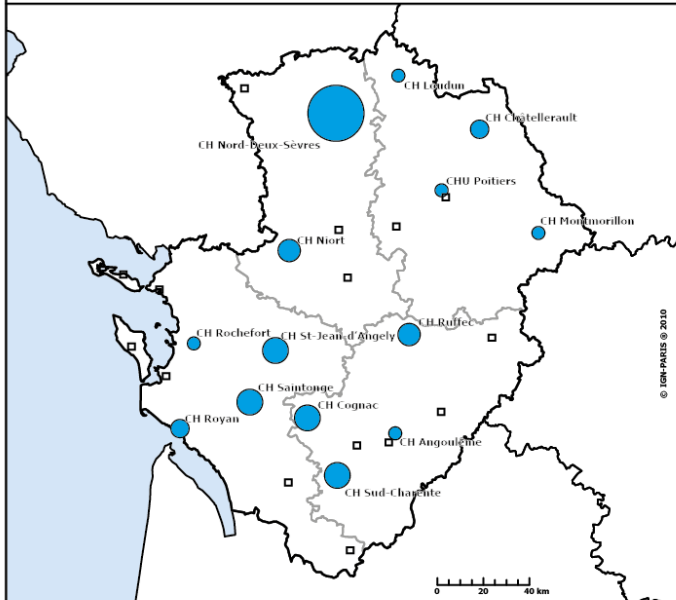 CH Loudun
CH Châtellerault
CH Nord-Deux-Sèvres
CHU Poitiers
CH Montmorillon
CH Niort
CH Ruffec
CH Rochefort
CH St-Jean-d'Angely
CH Saintonge
CH Cognac
CH Royan
CH Angoulême
CH Sud-Charente
© IGN-PARIS ® 2010
0 20 40 km